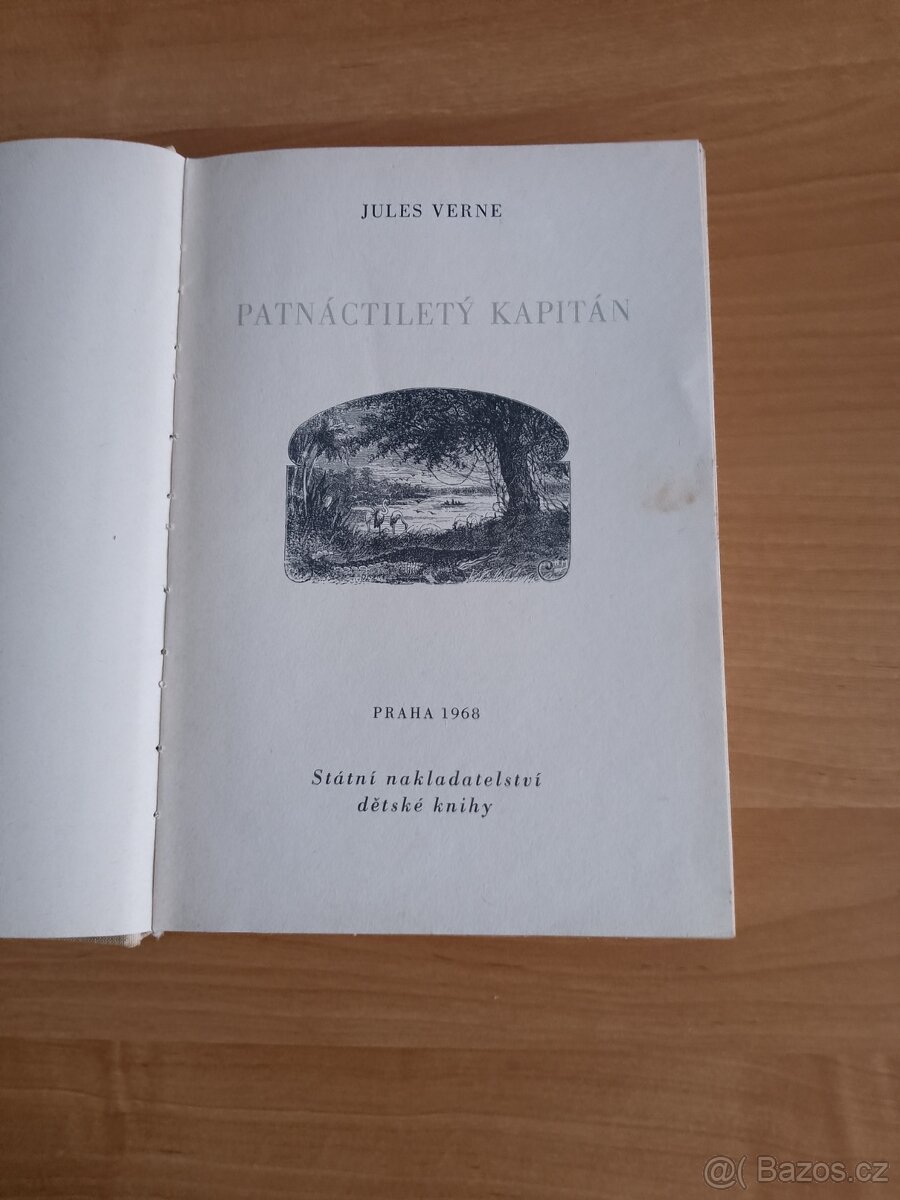 JULES VERNE
PATNÁCTILETÝ KAPITÁN
PRAHA 1968
Státní nakladatelství
dětské knihy
@( Bazos.cz